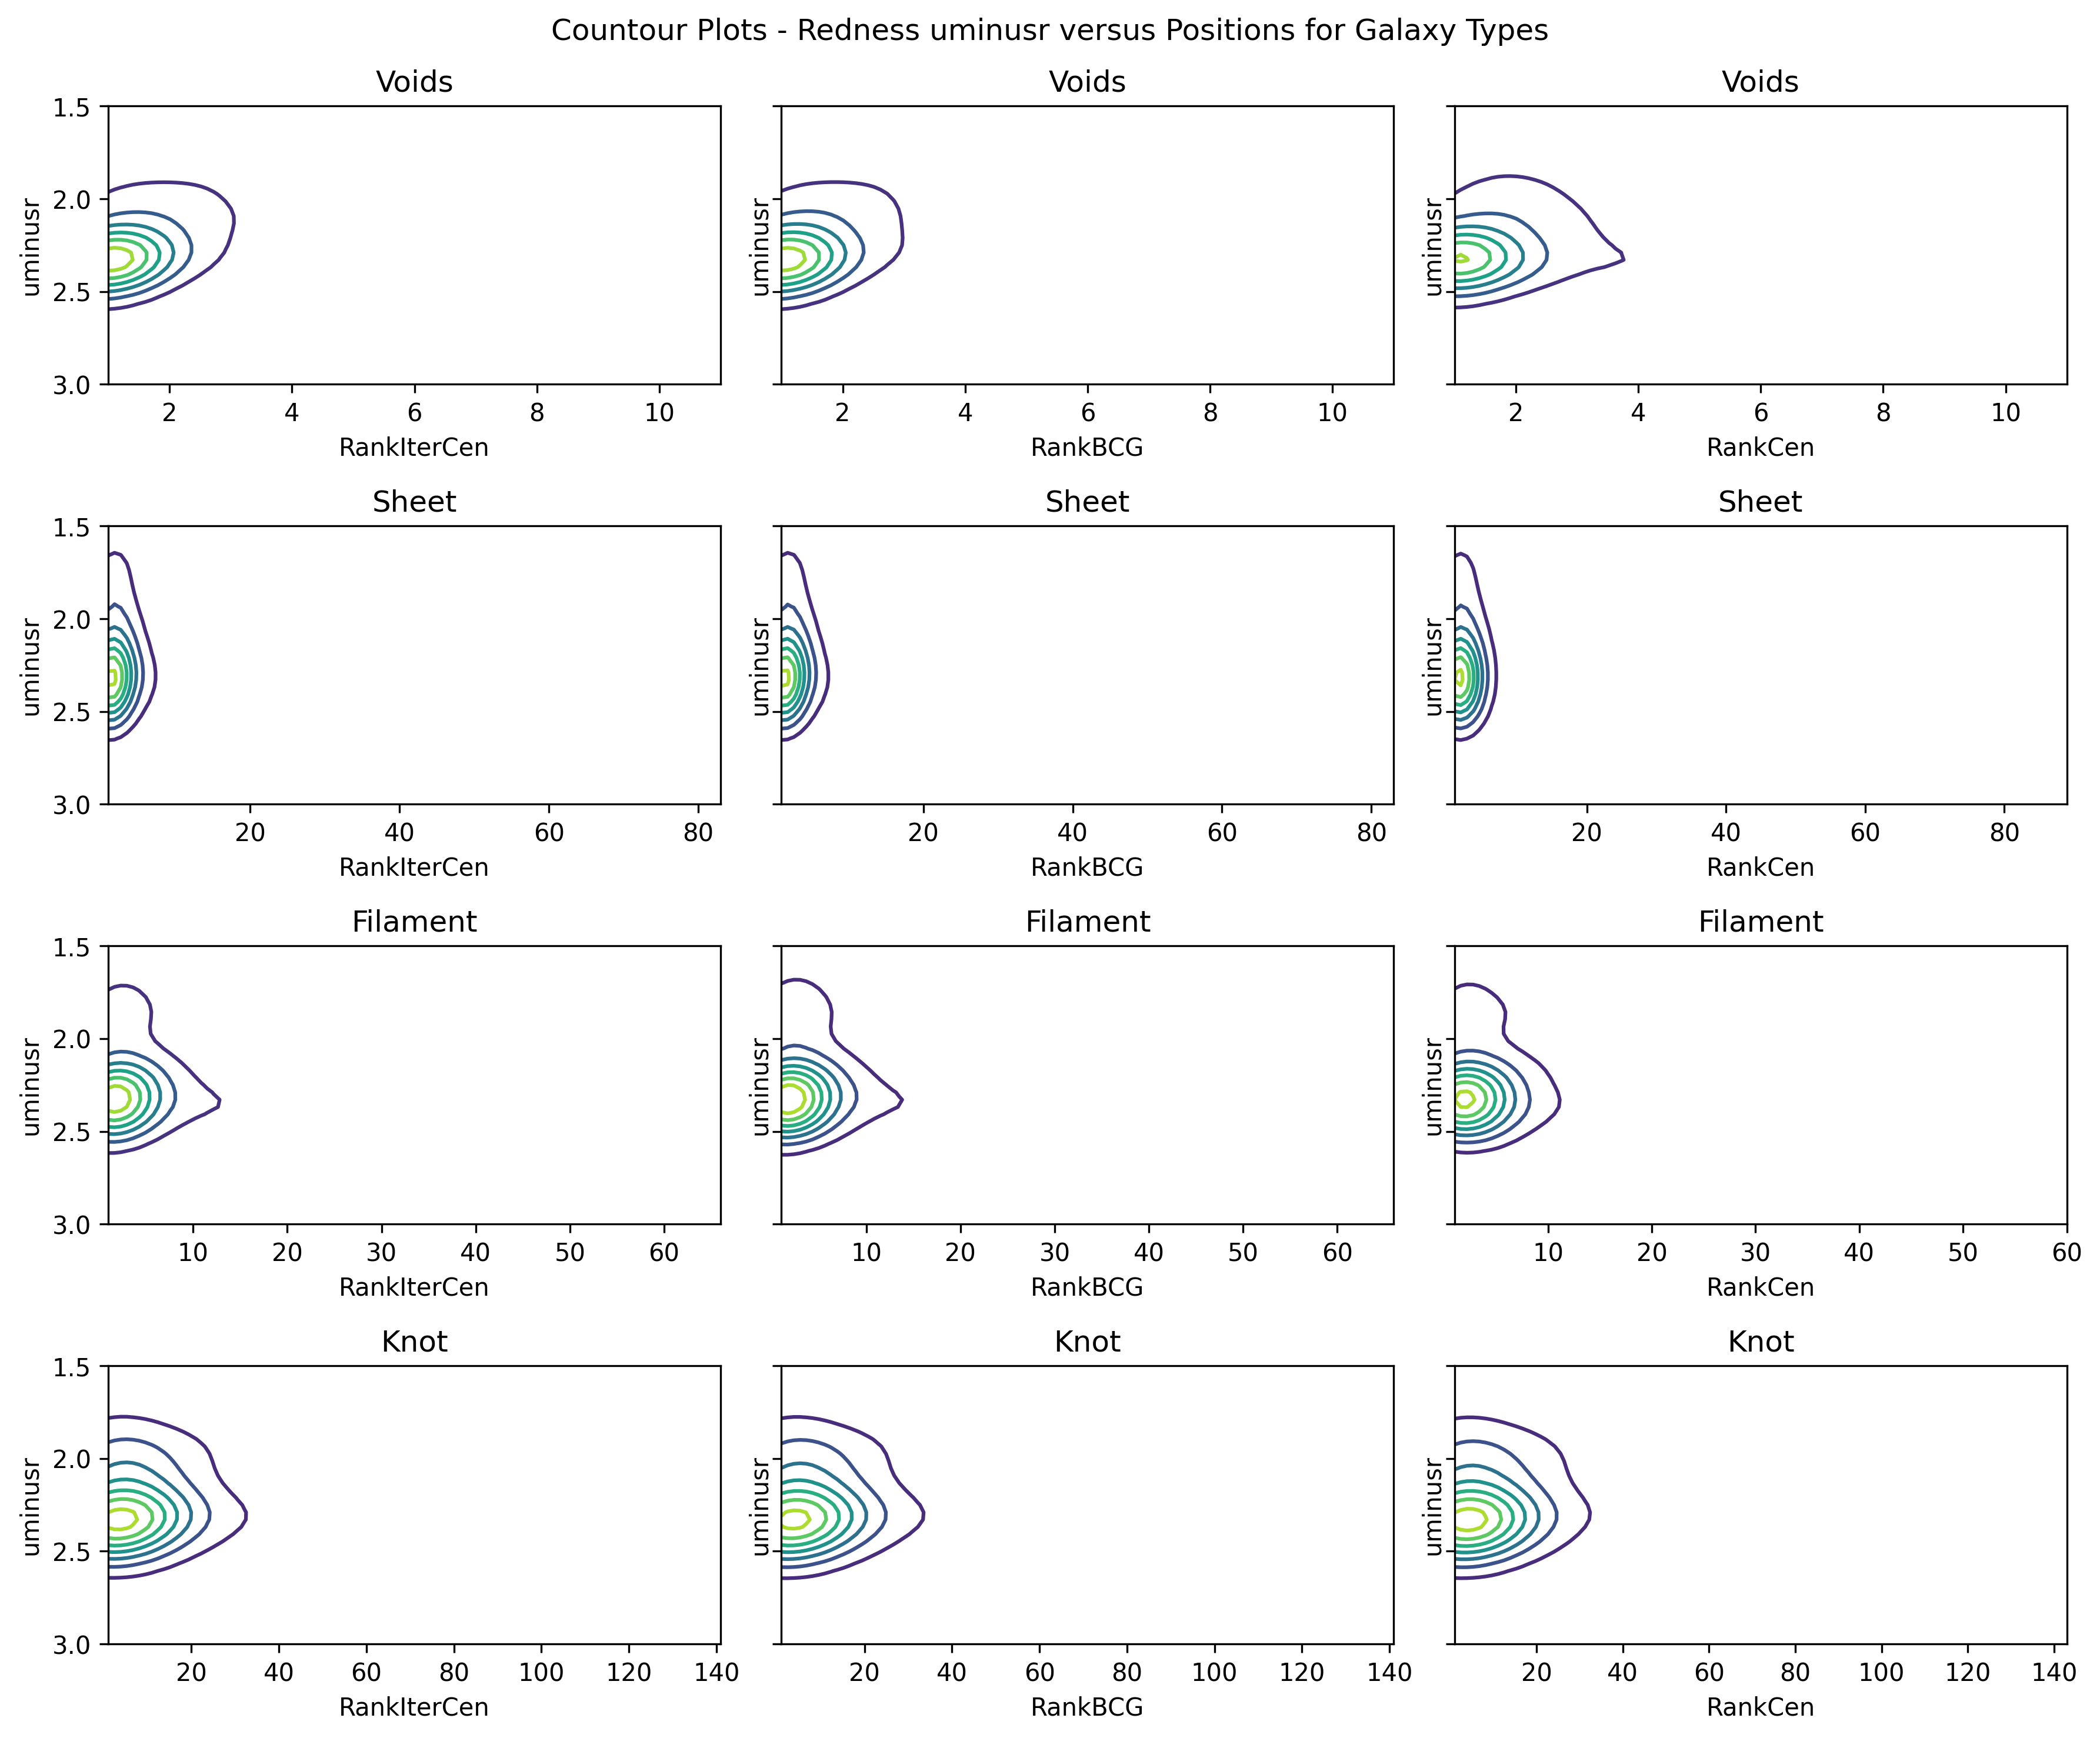 Countour Plots - Redness uminusr versus Positions for Galaxy Types
Voids Voids Voids
1.5
2.0
2.5
3.0
uminusr uminusr uminusr
2 4 6 8 10 2 4 6 8 10 2 4 6 8 10
RankIterCen RankBCG RankCen
Sheet Sheet Sheet
1.5
2.0
2.5
3.0
uminusr uminusr uminusr
20 40 60 80 20 40 60 80 20 40 60 80
RankIterCen RankBCG RankCen
Filament Filament Filament
1.5
2.0
2.5
3.0
uminusr uminusr uminusr
10 20 30 40 50 60 10 20 30 40 50 60 10 20 30 40 50 60
RankIterCen RankBCG RankCen
Knot Knot Knot
1.5
2.0
2.5
3.0
uminusr uminusr uminusr
20 40 60 80 100 120 140 20 40 60 80 100 120 140 20 40 60 80 100 120 140
RankIterCen RankBCG RankCen